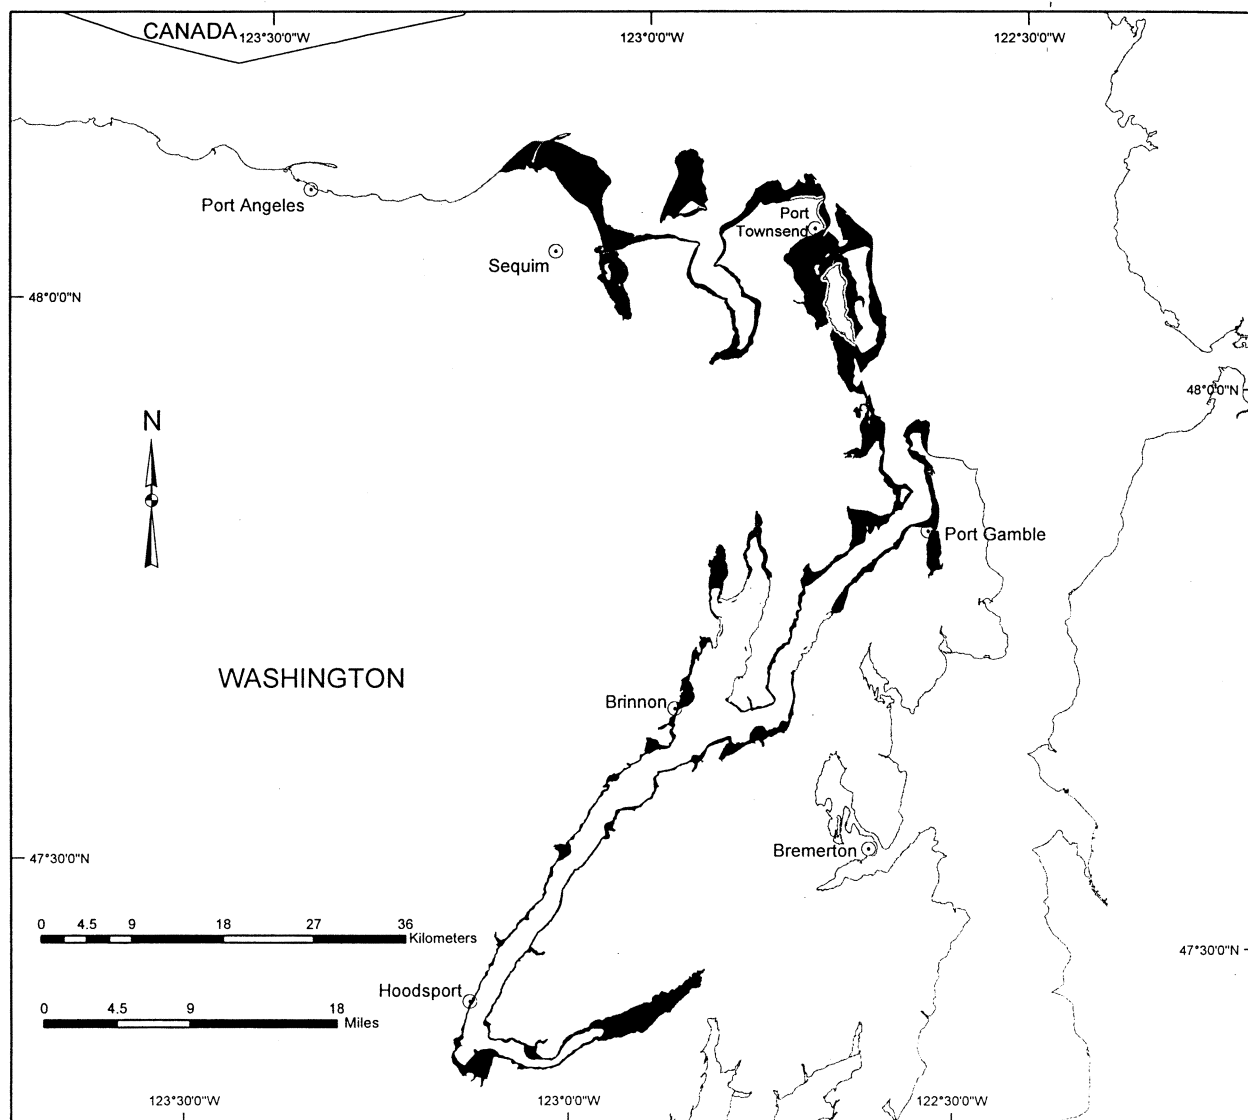 CANADA
123°30'0"W
123°0'0"W
122°30'0"W
Port Angeles
Port
Townsend
Sequim
48°0'0"N
48°0'0"N
N
Port Gamble
WASHINGTON
Brinnon
Bremerton
47°30'0"N
0 4.5 9 18 27 36
Kilometers
47°30'0"N
Hoodsport
0 4.5 9 18
Miles
123°30'0"W
123°0'0"W
122°30'0"W